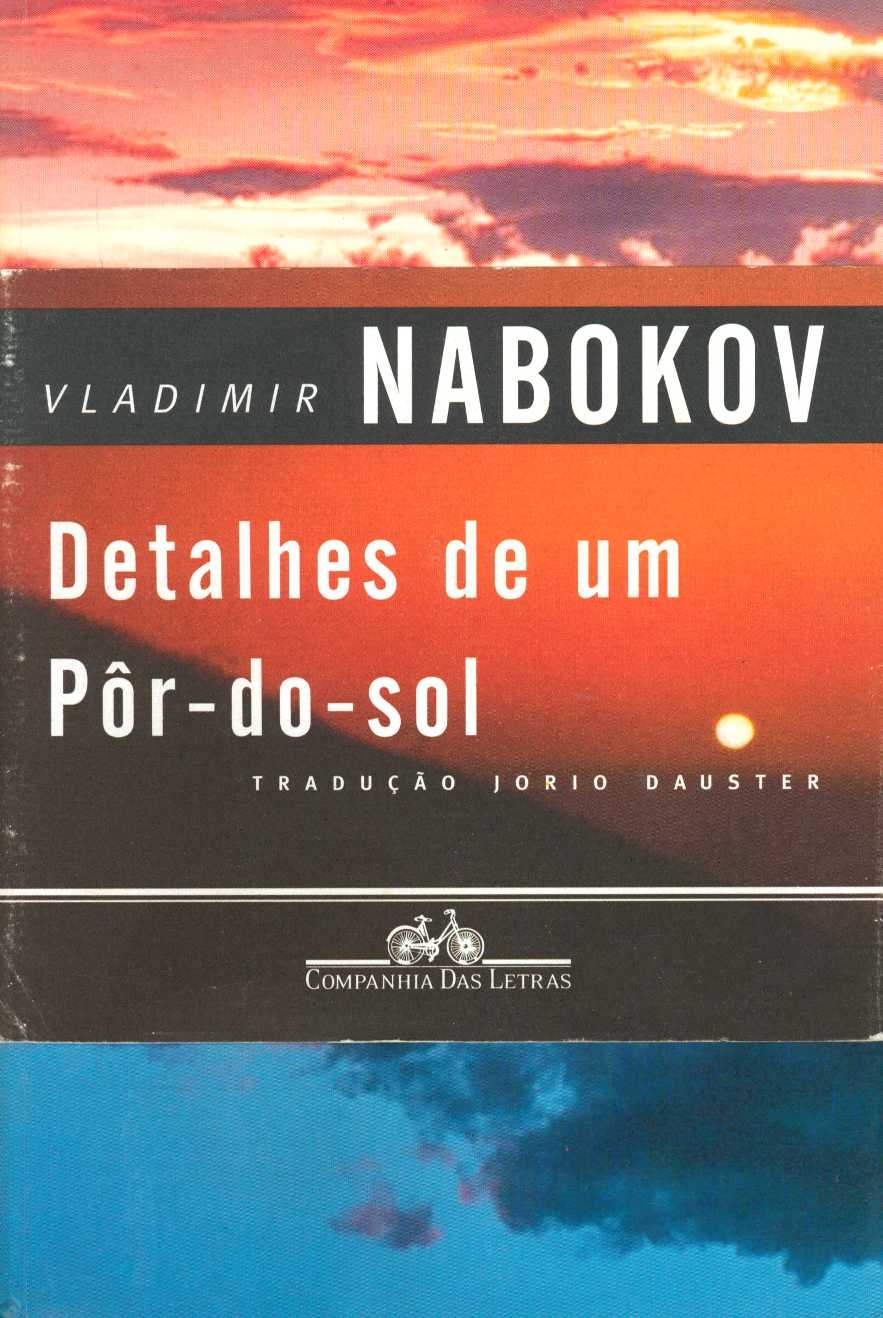 VLADIMIR NABOKOV
Detalhes de um
Pôr-do-sol
TRADUÇÃO JORIO DAUSTER
COMPANHIA DAS LETRAS